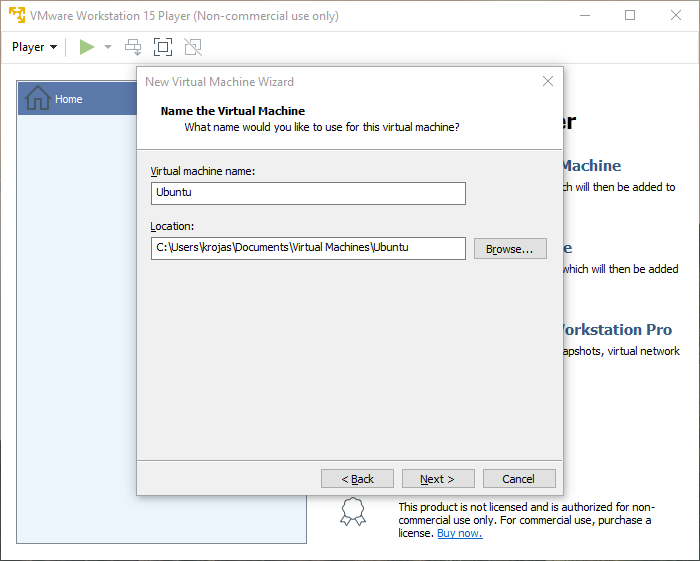 VMware Workstation 15 Player (Non-commercial use only)
Player
Home
New Virtual Machine Wizard
Name the Virtual Machine
What name would you like to use for this virtual machine?
Virtual machine name:
Ubuntu
Location:
C:\Users\krojas\Documents\Virtual Machines\Ubuntu
Browse...
< Back
Next >
Cancel
Machine
will then be added to
which will then be added
Workstation Pro
virtual network
This product is not licensed and is authorized for non-
commercial use only. For commercial use, purchase a
license. Buy now.